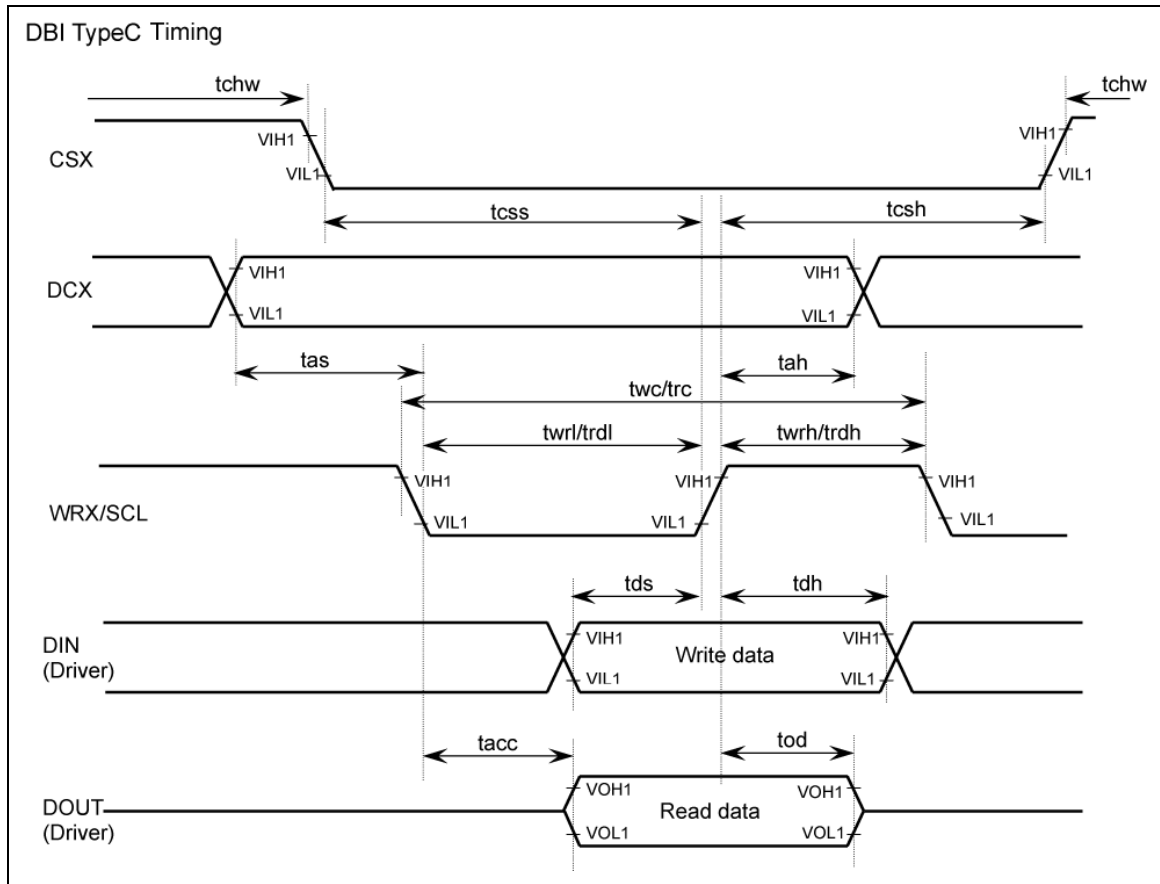 DBI TypeC Timing
tchw
tchw
VIH1
VIH1
CSX
VIL1
VIL1
tcss
tcsh
VIH1
VIH1
DCX
VIL1
VIL1
tas
tah
twc/trc
twrl/trdl
twrh/trdh
VIH1
VIH1
VIH1
WRX/SCL
VIL1
VIL1
VIL1
tds
tdh
DIN
(Driver)
VIH1
VIH1
Write data
VIL1
VIL1
tacc
tod
DOUT
(Driver)
VOH1
VOH1
Read data
VOL1
VOL1